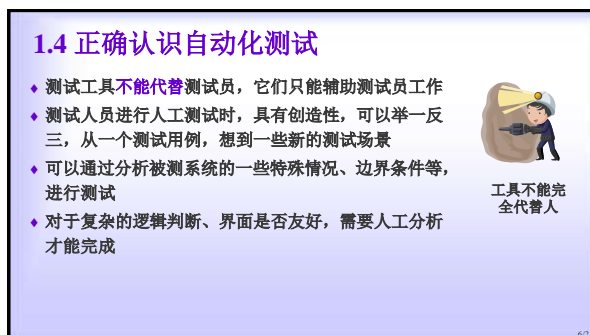 1.4 正确认识自动化测试
测试工具不能代替测试员，它们只能辅助测试员工作
测试人员进行人工测试时，具有创造性，可以举一反
三，从一个测试用例，想到一些新的测试场景
可以通过分析被测系统的一些特殊情况、边界条件等，
进行测试
对于复杂的逻辑判断、界面是否友好，需要人工分析
才能完成
工具不能完
全代替人